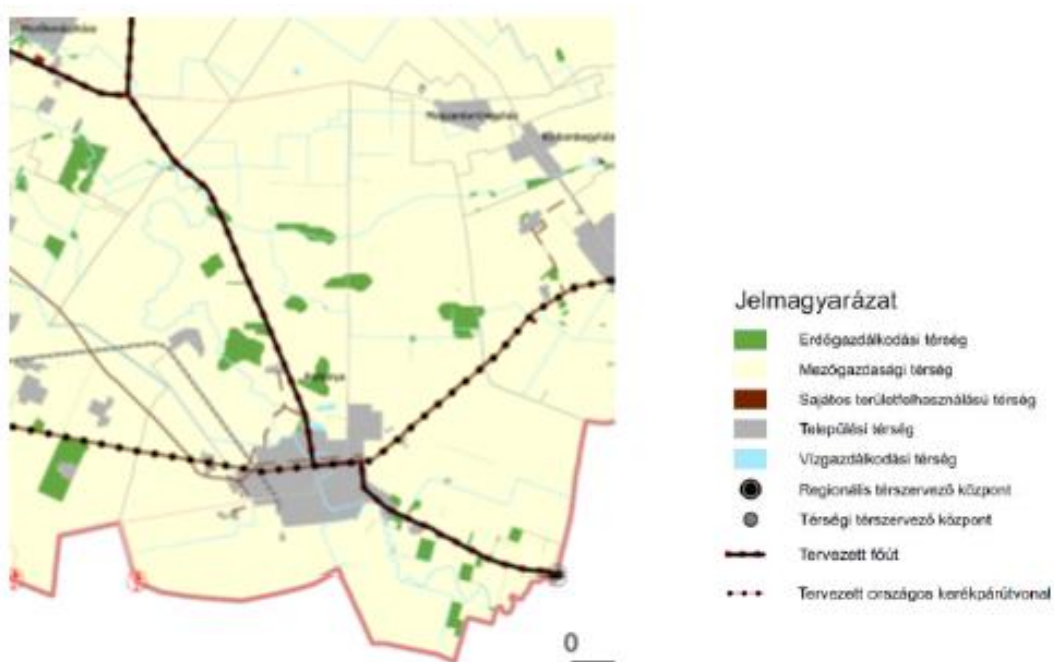 Battonya
0
Jelmagyarázat
Erdőgazdálkodási térség
Mezőgazdasági térség
Sajátos területfelhasználású térség
Települési térség
Vízgazdálkodási térség
Regionális térszervező központ
Térségi térszervező központ
Tervezett főút
Tervezett országos kerékpárútvonal